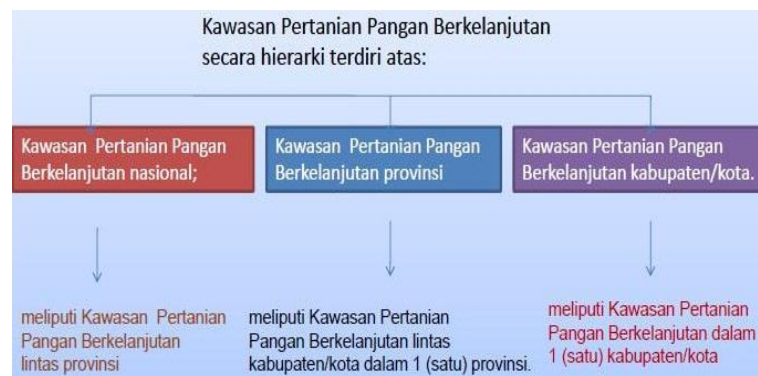 Kawasan Pertanian Pangan Berkelanjutan
secara hierarki terdiri atas:
Kawasan Pertanian Pangan
Berkelanjutan nasional;
Kawasan Pertanian Pangan
Berkelanjutan provinsi
Kawasan Pertanian Pangan
Berkelanjutan kabupaten/kota.
meliputi Kawasan Pertanian
Pangan Berkelanjutan
lintas provinsi
meliputi Kawasan Pertanian
Pangan Berkelanjutan lintas
kabupaten/kota dalam 1 (satu) provinsi.
meliputi Kawasan Pertanian
Pangan Berkelanjutan dalam
1 (satu) kabupaten/kota